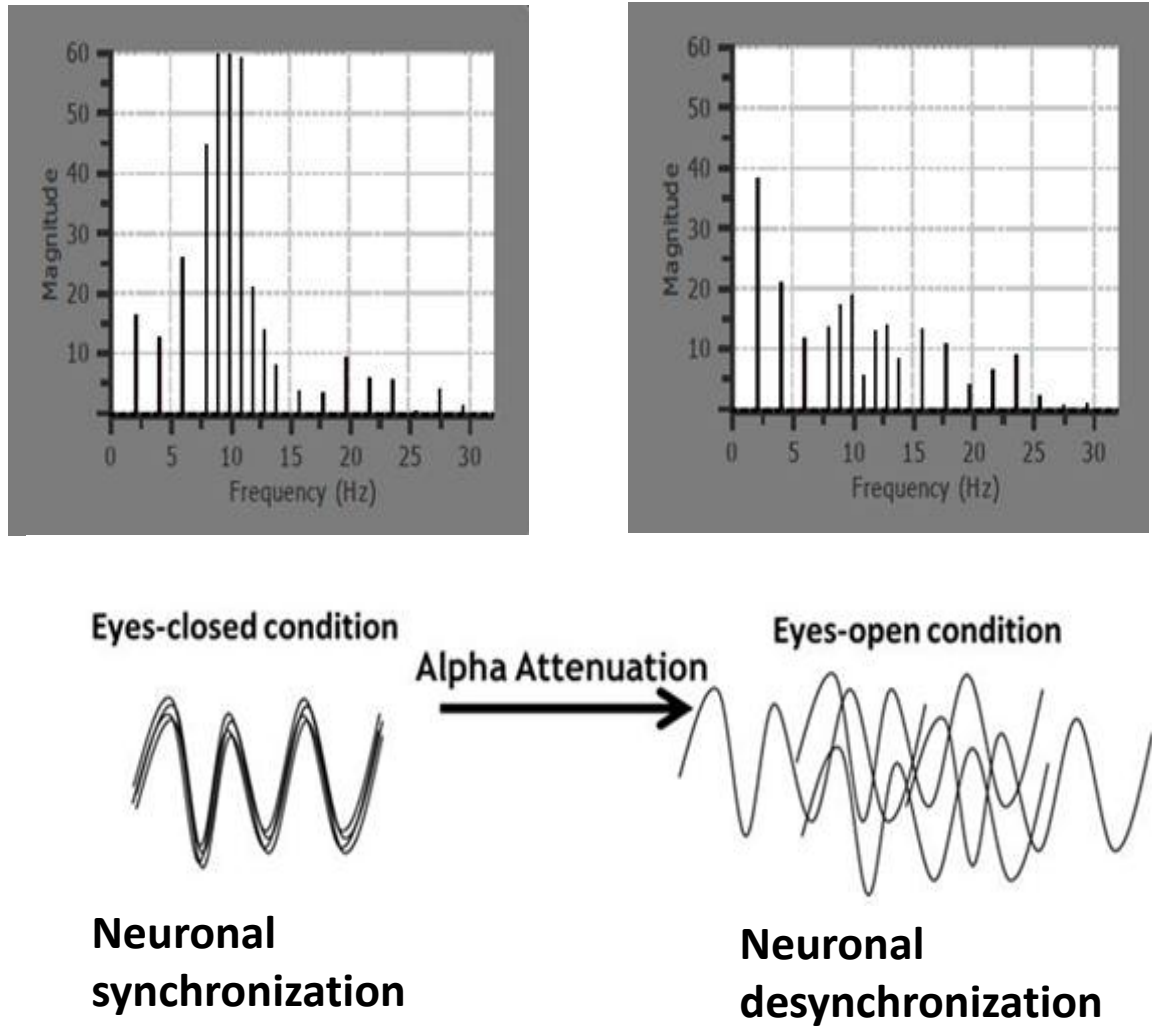 60
50
40
30
20
10
Magnitude
0 5 10 15 20 25 30
Frequency (Hz)
60
50
40
30
20
10
Magnitude
0 5 10 15 20 25 30
Frequency (Hz)
Eyes-closed condition
Alpha Attenuation
Eyes-open condition
Neuronal
synchronization
Neuronal
desynchronization